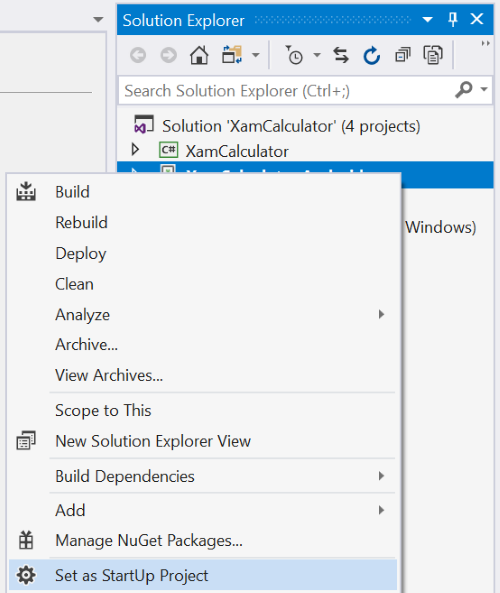 Solution Explorer
Search Solution Explorer (Ctrl+;)
Solution 'XamCalculator' (4 projects)
C# XamCalculator
Windows)
Build
Rebuild
Deploy
Clean
Analyze
Archive...
View Archives...
Scope to This
New Solution Explorer View
Build Dependencies
Add
Manage NuGet Packages...
Set as StartUp Project